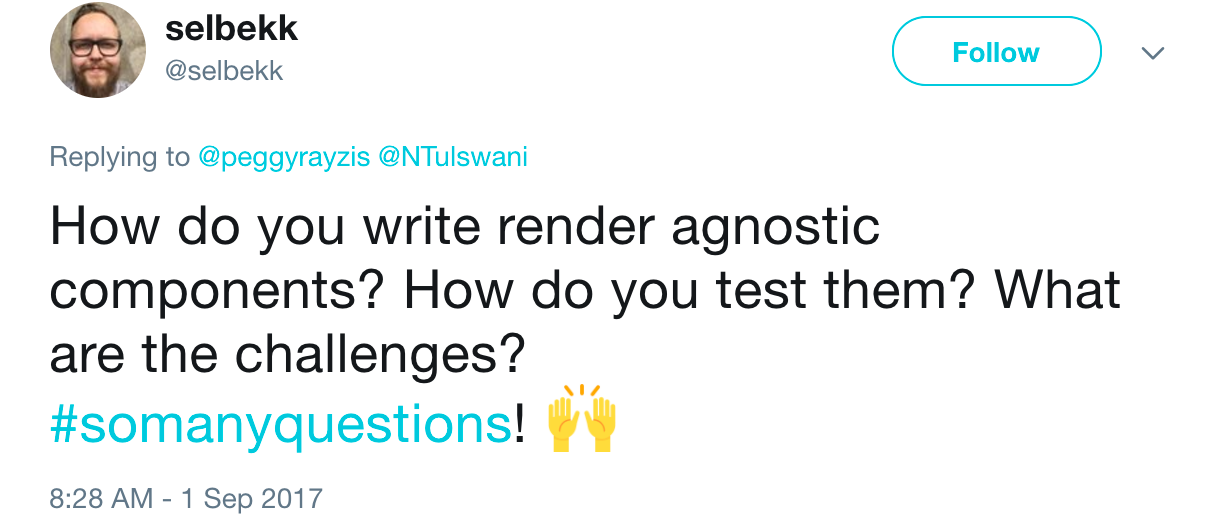 selbekk
@selbekk
Follow
Replying to @peggyrayzis @NTulswani
How do you write render agnostic
components? How do you test them? What
are the challenges?
#somanyquestions! 🙌
8:28 AM - 1 Sep 2017